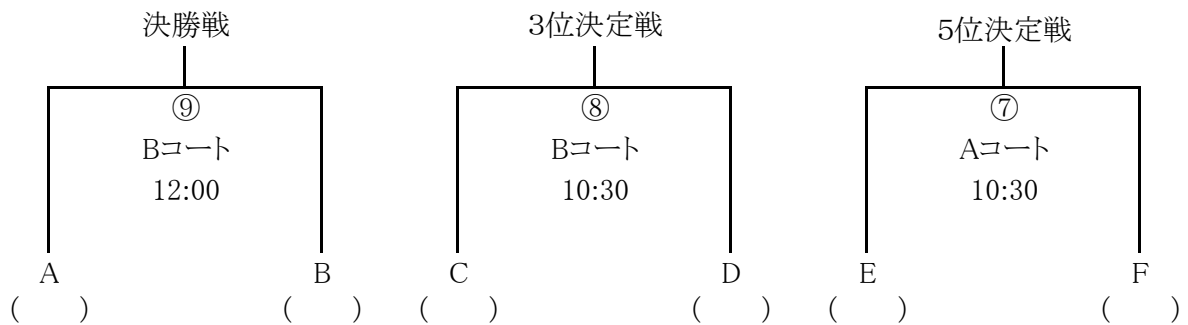 決勝戦
3位決定戦
5位決定戦
⑨
⑧
⑦
Bコート
Bコート
Aコート
12:00
10:30
10:30
A
B
C
D
E
F
(　　)
(　　)
(　　)
(　　)
(　　)
(　　)